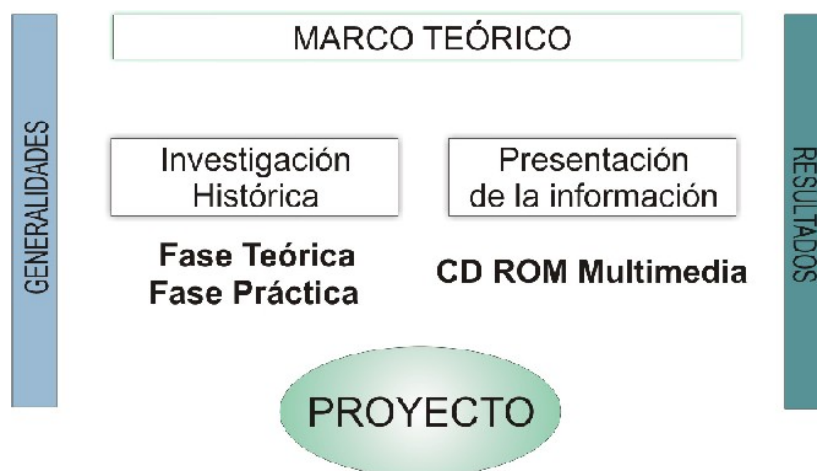 MARCO TEÓRICO
GENERALIDADES
Investigación
Histórica
Fase Teórica
Fase Práctica
Presentación
de la información
CD ROM Multimedia
RESULTADOS
PROYECTO